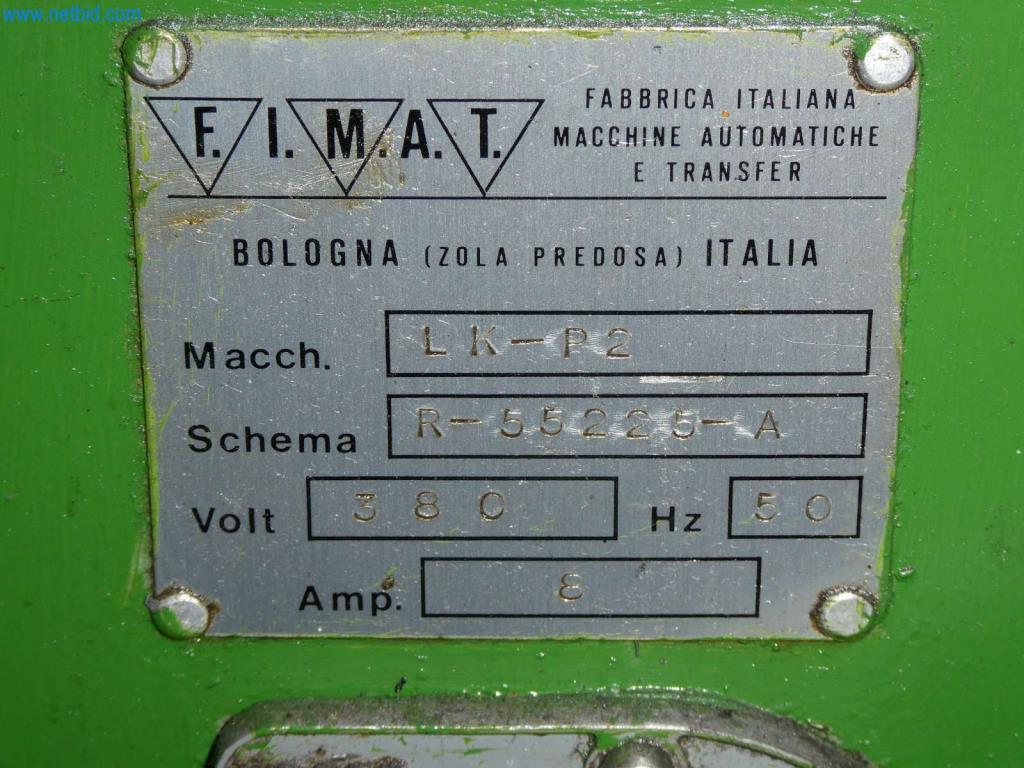 www.netbid.com
F.I.M.A.T.
FABBRICA ITALIANA
MACCHINE AUTOMATICHE
E TRANSFER
BOLOGNA (ZOLA PREDOSA) ITALIA
Macch. LK-P2
Schema R-55225-A
Volt 380 Hz 50
Amp. 8